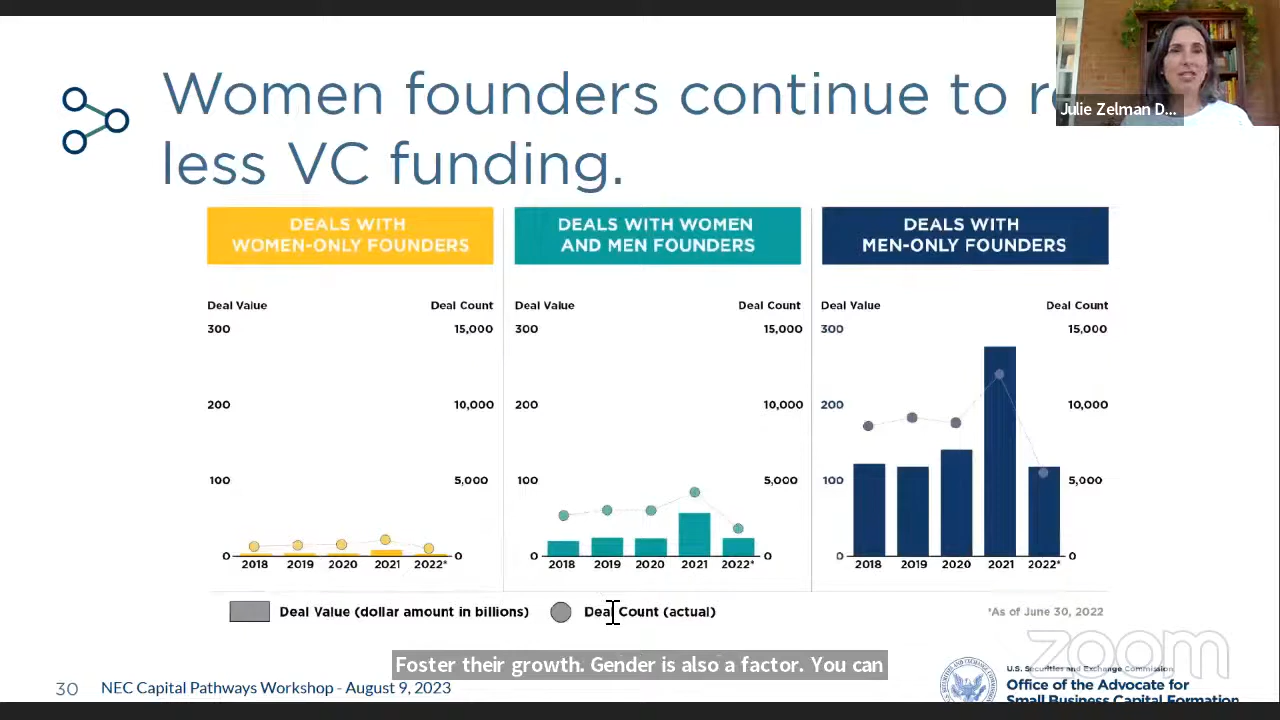 Women founders continue to
less VC funding.
Julie Zelman D...
DEALS WITH
WOMEN-ONLY FOUNDERS
DEALS WITH WOMEN
AND MEN FOUNDERS
DEALS WITH
MEN-ONLY FOUNDERS
Deal Value Deal Count
300 15,000
200 10,000
100 5,000
0 0
2018 2019 2020 2021 2022*
Deal Value Deal Count
300 15,000
200 10,000
100 5,000
0 0
2018 2019 2020 2021 2022*
Deal Value Deal Count
300 15,000
200 10,000
100 5,000
0 0
2018 2019 2020 2021 2022*
Deal Value (dollar amount in billions) Deal Count (actual)
*As of June 30, 2022
zoom
Foster their growth. Gender is also a factor. You can
30 NEC Capital Pathways Workshop - August 9, 2023
U.S. Securities and Exchange Commission
Office of the Advocate for
Small Business Capital Formation